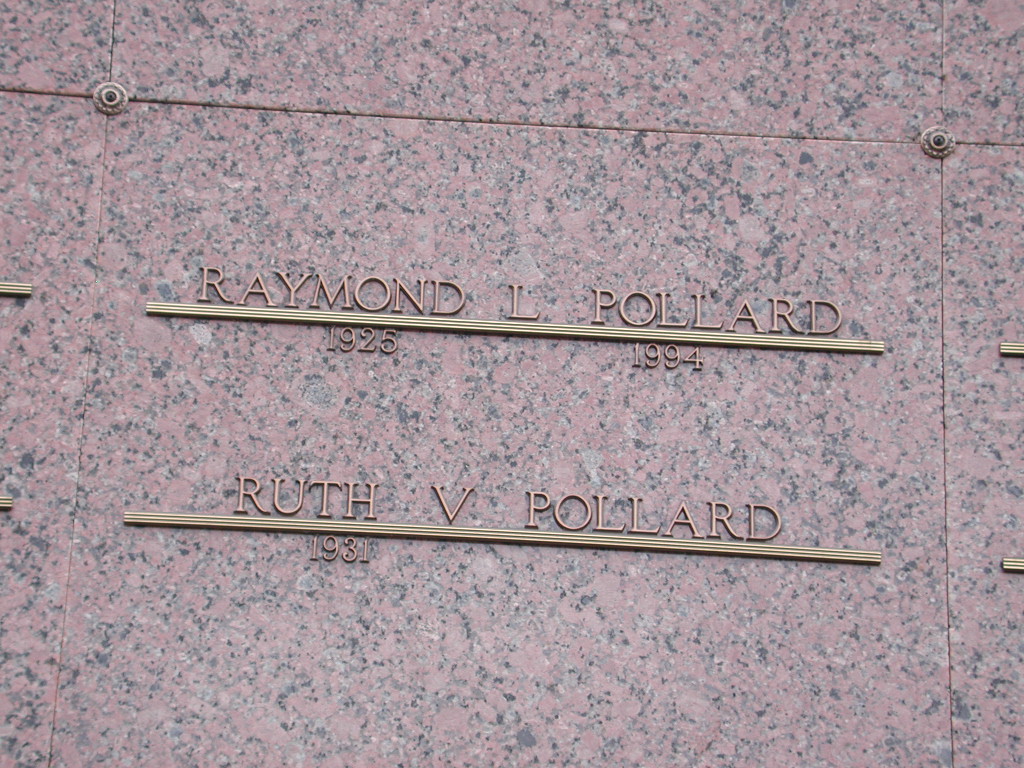 RAYMOND L POLLARD
1925 1994
RUTH V POLLARD
1931